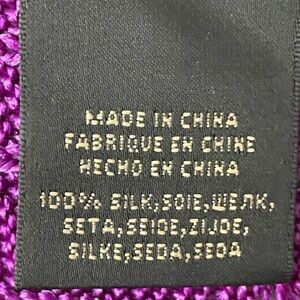 MADE IN CHINA
FABRIQUE EN CHINE
HECHO EN CHINA
100% SILK,SOIE,ШЕЛК,
SETA,SEIDE,ZIJDE,
SILKE,SEDA,SEDA